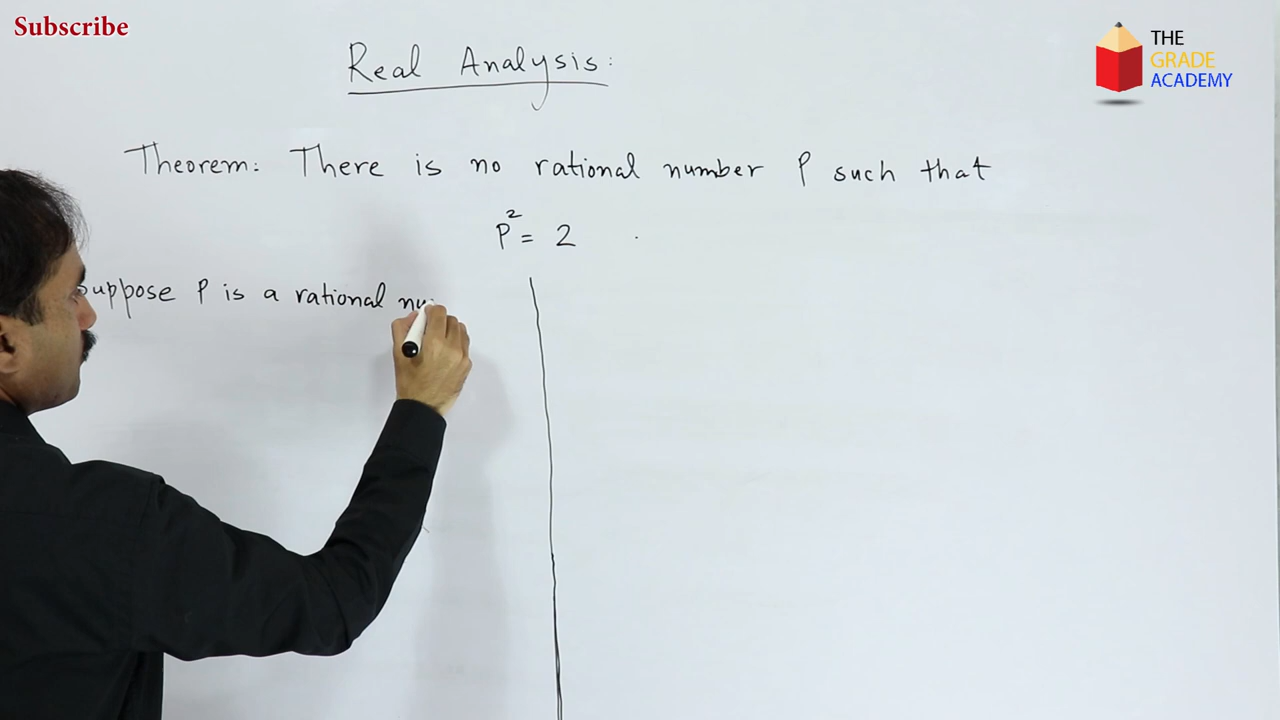 Subscribe
Real Analysis:
THE
GRADE
ACADEMY
Theorem: There is no rational number P such that
P² = 2 .
uppose P is a rational nu